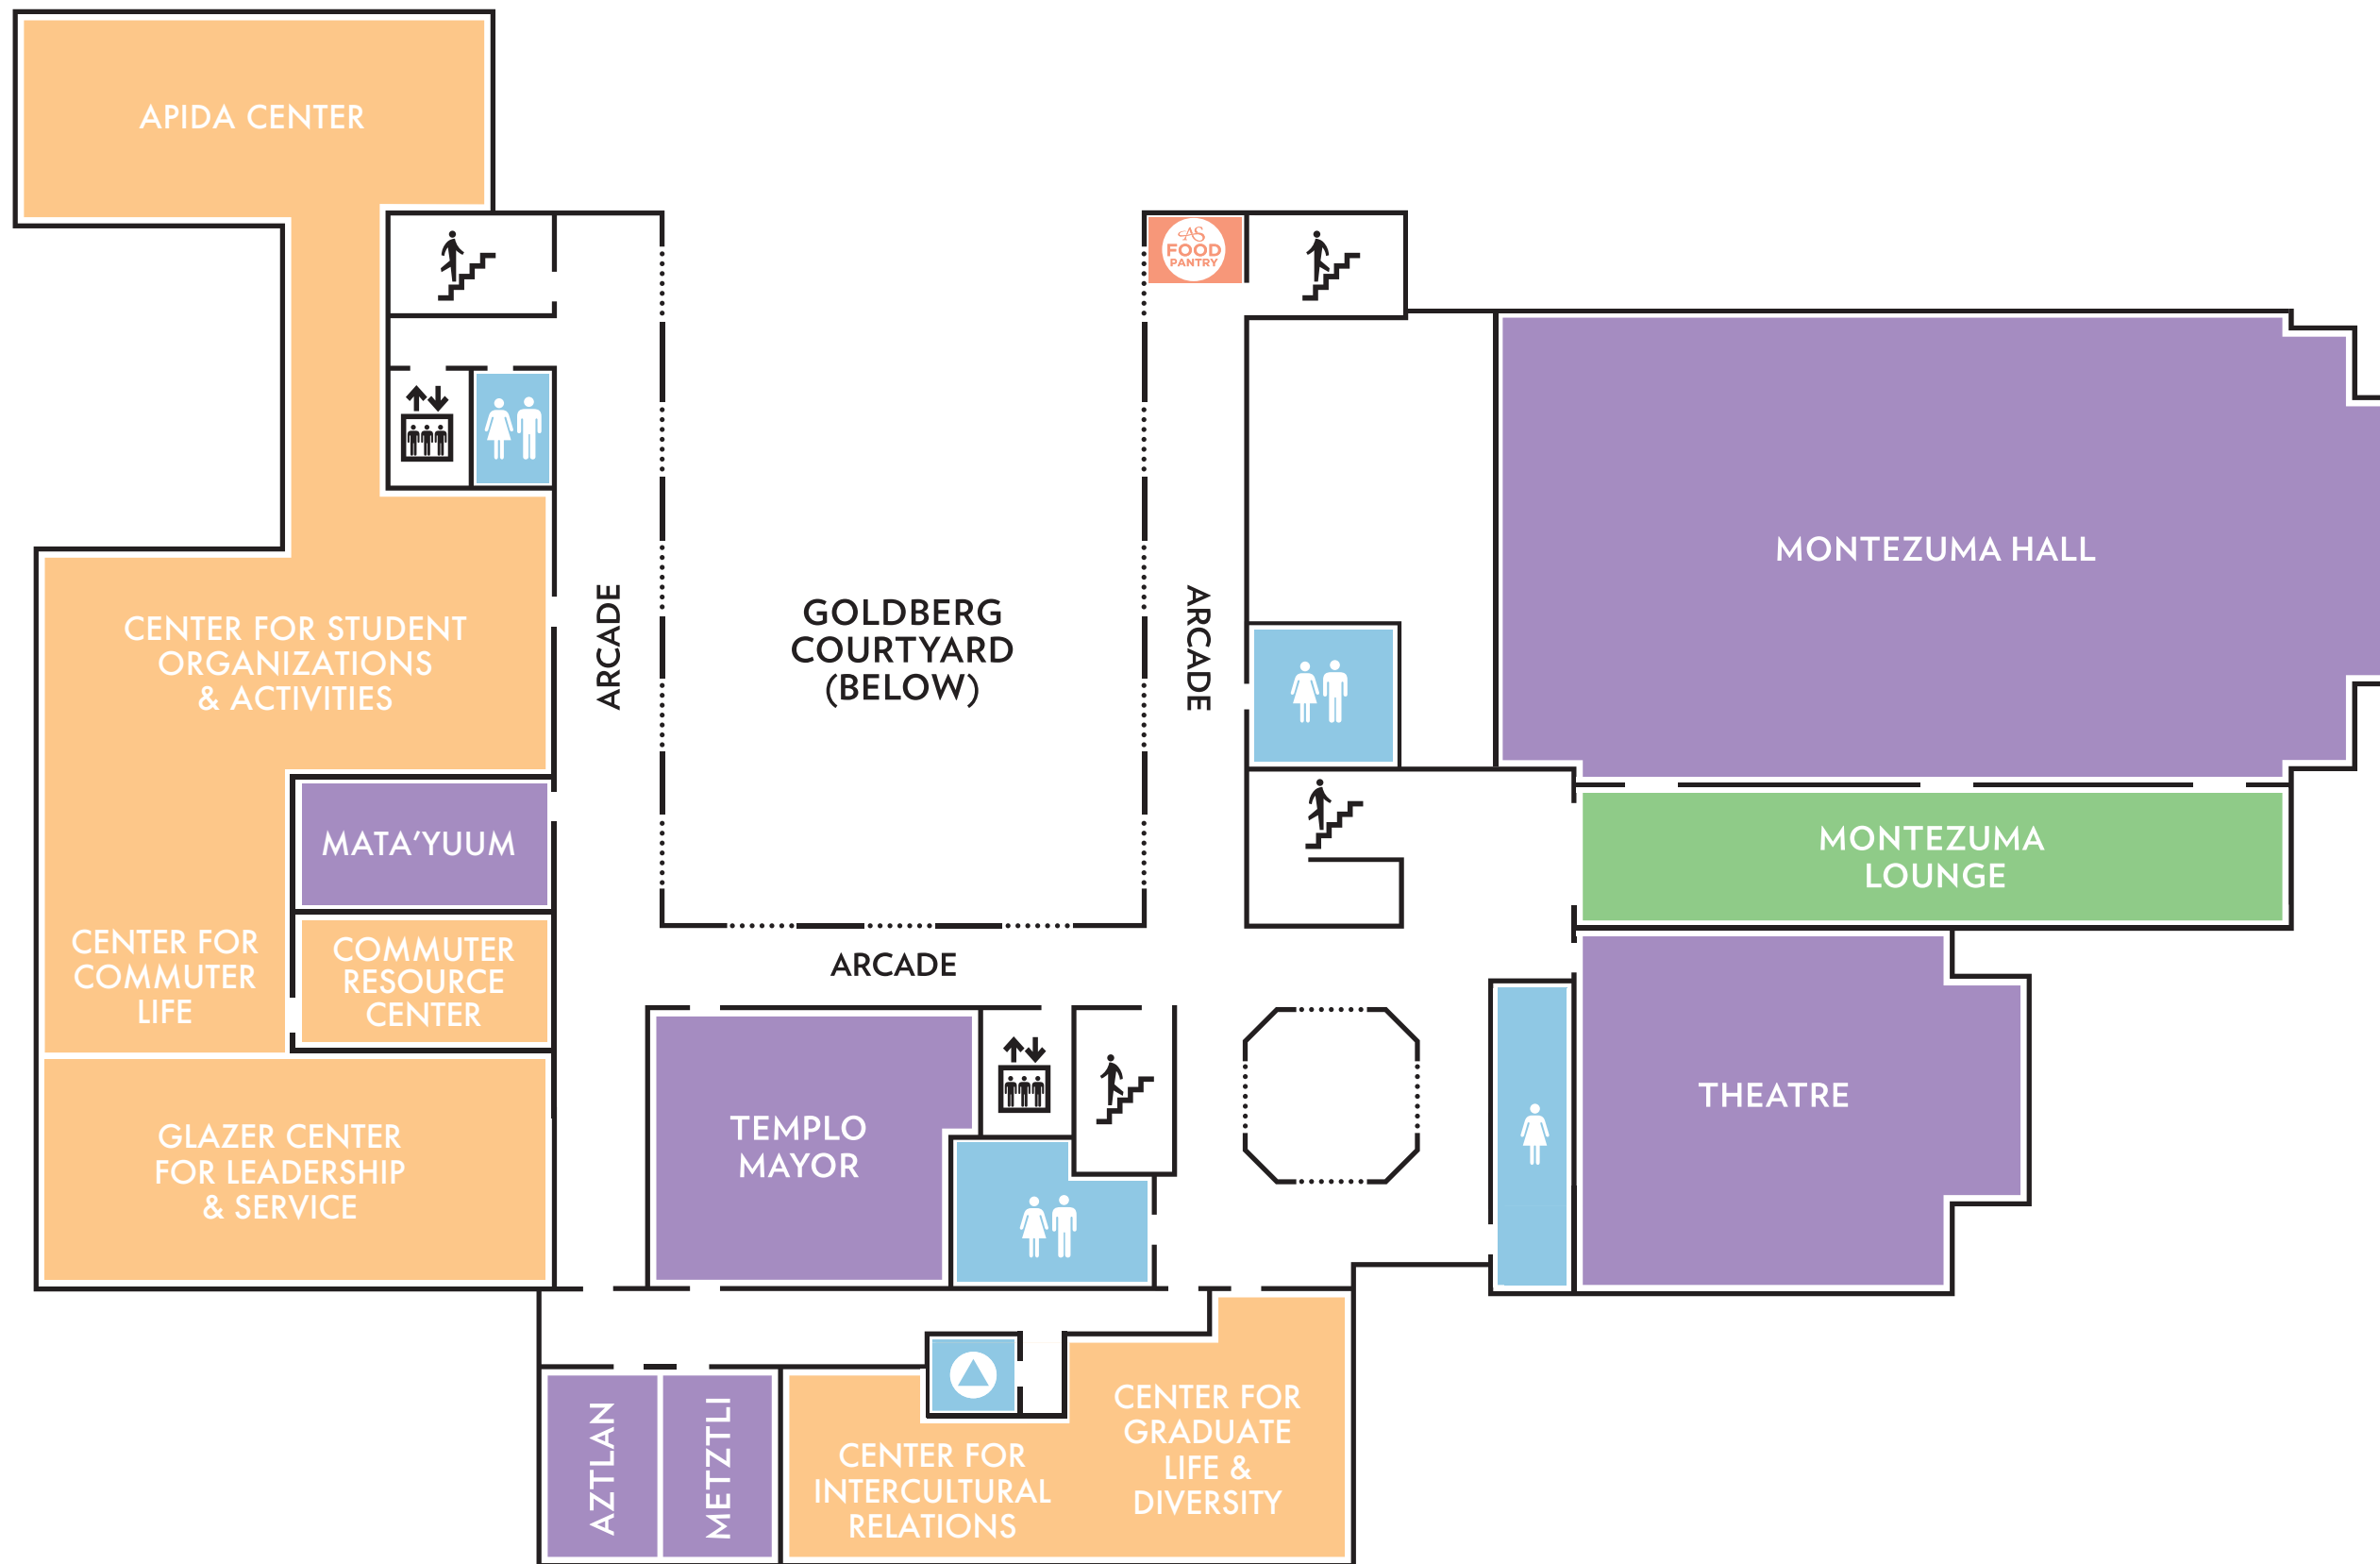 APIDA CENTER
AS
FOOD
PANTRY
MONTEZUMA HALL
CENTER FOR STUDENT
ORGANIZATIONS
& ACTIVITIES
ARCADE
GOLDBERG
COURTYARD
(BELOW)
ARCADE
MATA'YUUM
MONTEZUMA
LOUNGE
CENTER FOR
COMMUTER
LIFE
COMMUTER
RESOURCE
CENTER
ARCADE
THEATRE
GLAZER CENTER
FOR LEADERSHIP
& SERVICE
TEMPLO
MAYOR
AZTLAN
METZTLI
CENTER FOR
INTERCULTURAL
RELATIONS
CENTER FOR
GRADUATE
LIFE &
DIVERSITY